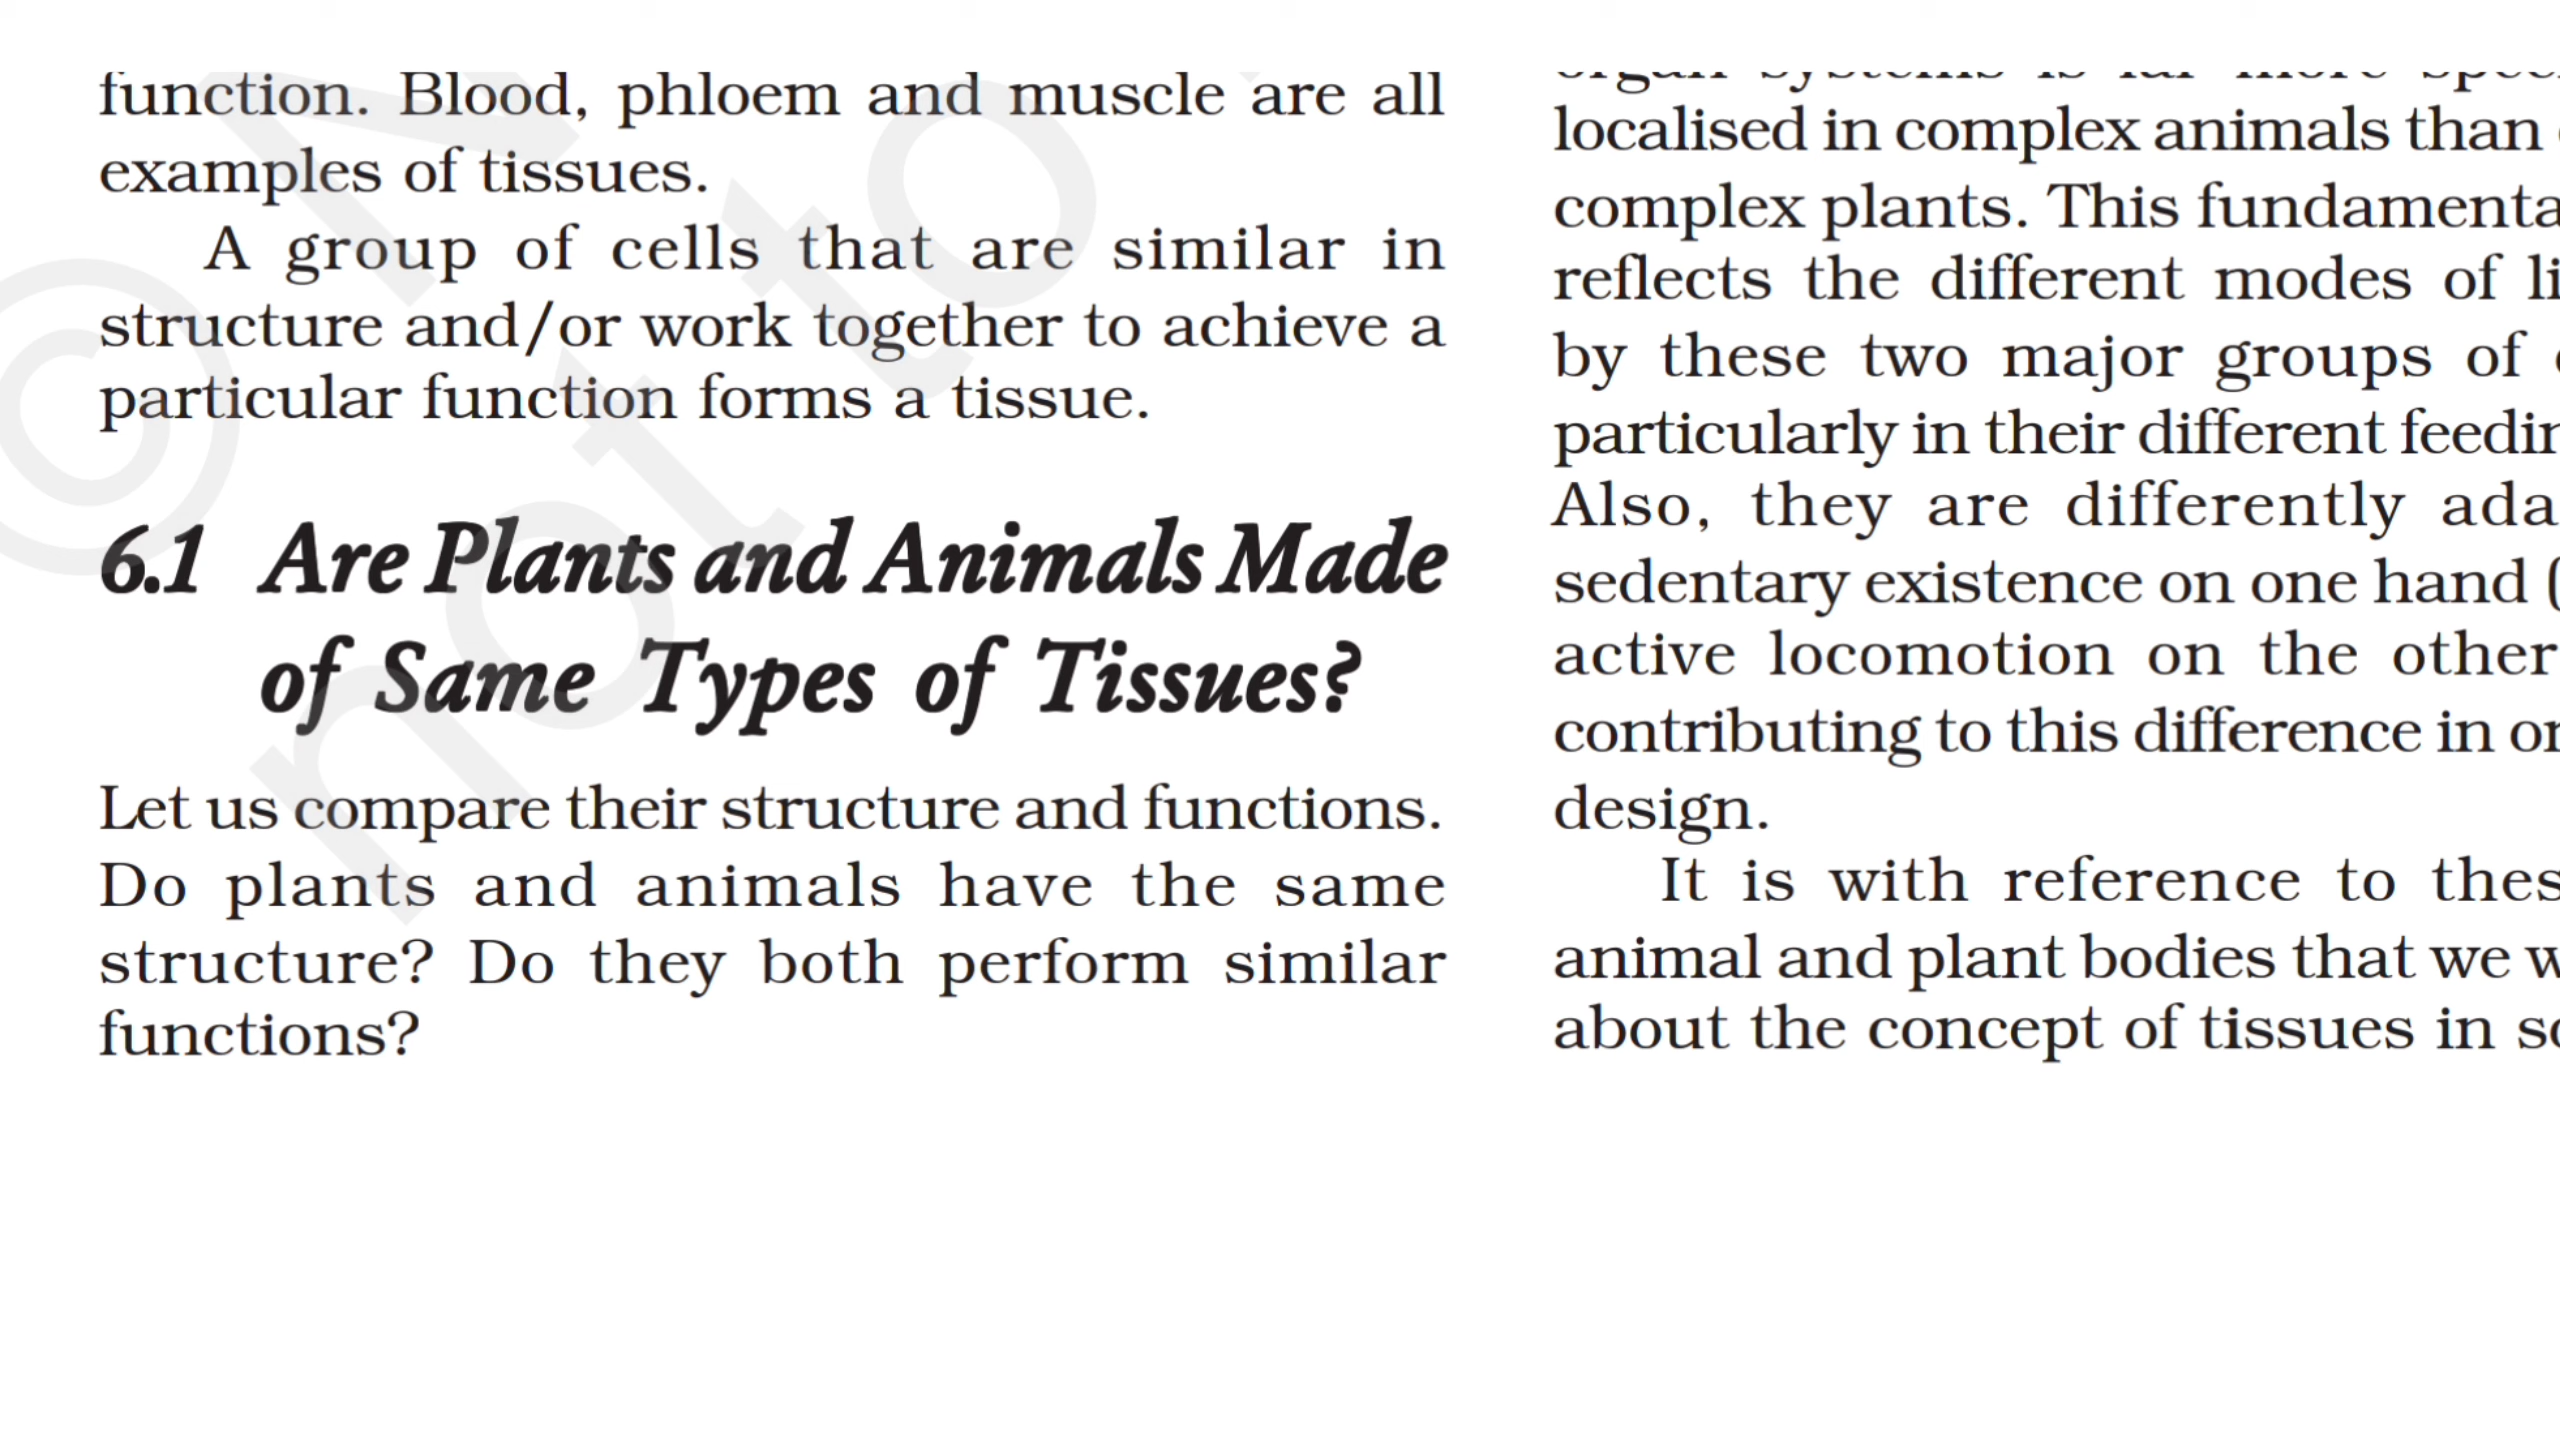 function. Blood, phloem and muscle are all
examples of tissues.
A group of cells that are similar in
structure and/or work together to achieve a
particular function forms a tissue.
6.1 Are Plants and Animals Made
of Same Types of Tissues?
Let us compare their structure and functions.
Do plants and animals have the same
structure? Do they both perform similar
functions?
localised in complex animals than
complex plants. This
reflects the different modes of
by these two major groups of
particularly in their different
Also, they are differently
sedentary existence on one hand (
active locomotion on the other
contributing to this difference in
design.
It is with reference to
animal and plant bodies that we
about the concept of tissues in
© N
not to